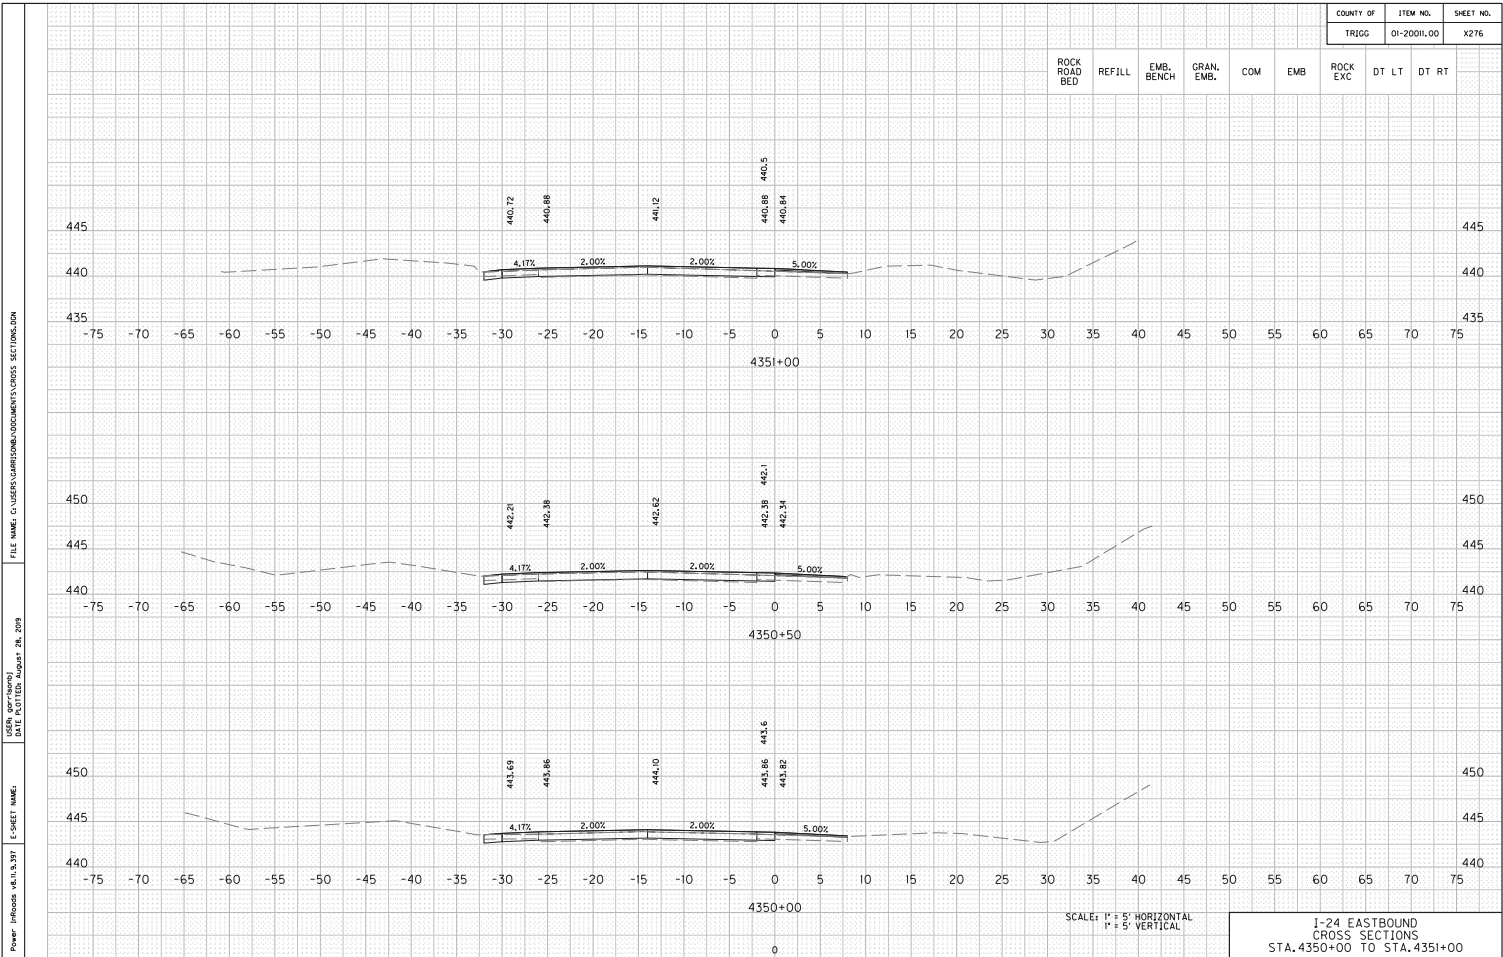 COUNTY OF ITEM NO. SHEET NO.
TRIGG 01-20011.00 X276
ROCK ROAD BED REFILL EMB. BENCH GRAN. EMB. COM EMB ROCK EXC DT LT DT RT
440.5
440.72 440.88 441.12 440.88 440.84
445 445
4.17% 2.00% 2.00% 5.00%
440 440
435 435
-75 -70 -65 -60 -55 -50 -45 -40 -35 -30 -25 -20 -15 -10 -5 0 5 10 15 20 25 30 35 40 45 50 55 60 65 70 75
4351+00
442.1
442.21 442.38 442.62 442.38 442.34
450 450
445 445
4.17% 2.00% 2.00% 5.00%
440 440
-75 -70 -65 -60 -55 -50 -45 -40 -35 -30 -25 -20 -15 -10 -5 0 5 10 15 20 25 30 35 40 45 50 55 60 65 70 75
4350+50
443.6
443.69 443.86 444.10 443.86 443.82
450 450
445 445
4.17% 2.00% 2.00% 5.00%
440 440
-75 -70 -65 -60 -55 -50 -45 -40 -35 -30 -25 -20 -15 -10 -5 0 5 10 15 20 25 30 35 40 45 50 55 60 65 70 75
4350+00
0
SCALE: 1" = 5' HORIZONTAL
1" = 5' VERTICAL
I-24 EASTBOUND
CROSS SECTIONS
STA. 4350+00 TO STA. 4351+00
FILE NAME: C:\USERS\GARRISONBJ\DOCUMENTS\CROSS SECTIONS.DGN
USER: garrisonbj
DATE PLOTTED: August 28, 2019
E-SHEET NAME:
Power InRoads v8.11.9.397